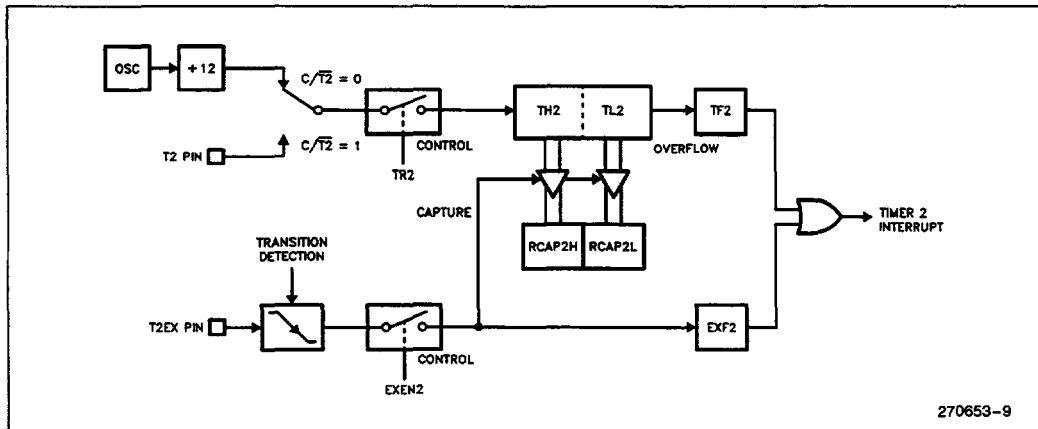 OSC
+12
C/T2 = 0
C/T2 = 1
T2 PIN
CONTROL
TR2
TH2
TL2
OVERFLOW
TF2
CAPTURE
RCAP2H
RCAP2L
TIMER 2
INTERRUPT
TRANSITION
DETECTION
T2EX PIN
CONTROL
EXEN2
EXF2
270653-9